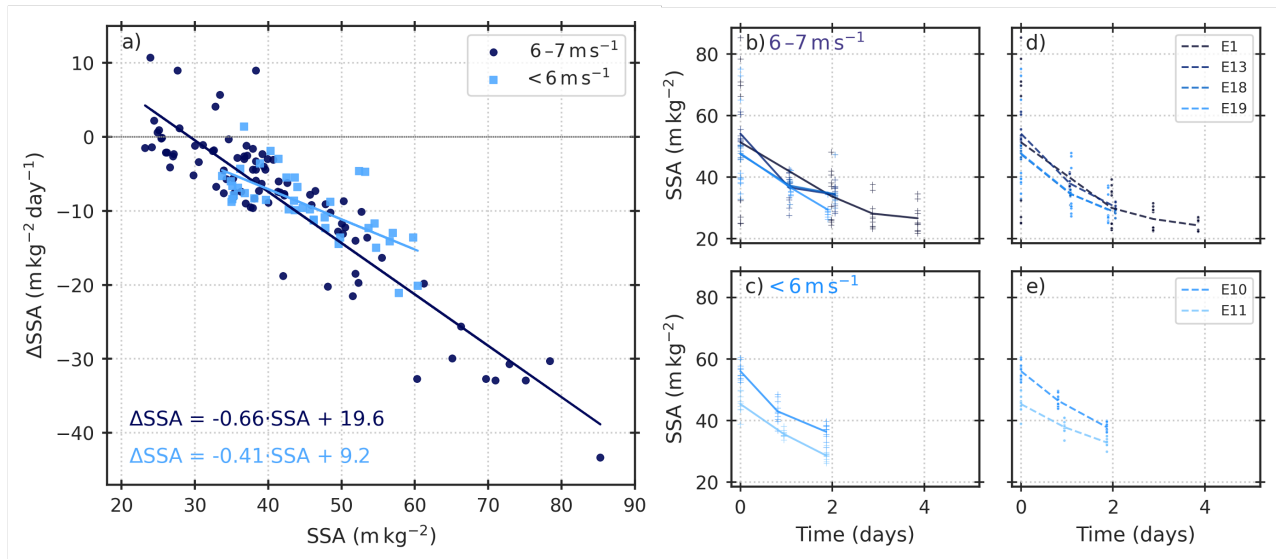 a)
6–7 m s⁻¹
< 6 m s⁻¹
10
0
−10
−20
−30
−40
ΔSSA (m kg⁻² day⁻¹)
ΔSSA = -0.66·SSA + 19.6
ΔSSA = -0.41·SSA + 9.2
20 30 40 50 60 70 80 90
SSA (m kg⁻²)
b) 6–7 m s⁻¹
80
60
40
20
SSA (m kg⁻²)
d)
E1
E13
E18
E19
c) < 6 m s⁻¹
80
60
40
20
SSA (m kg⁻²)
0 2 4
Time (days)
e)
E10
E11
0 2 4
Time (days)